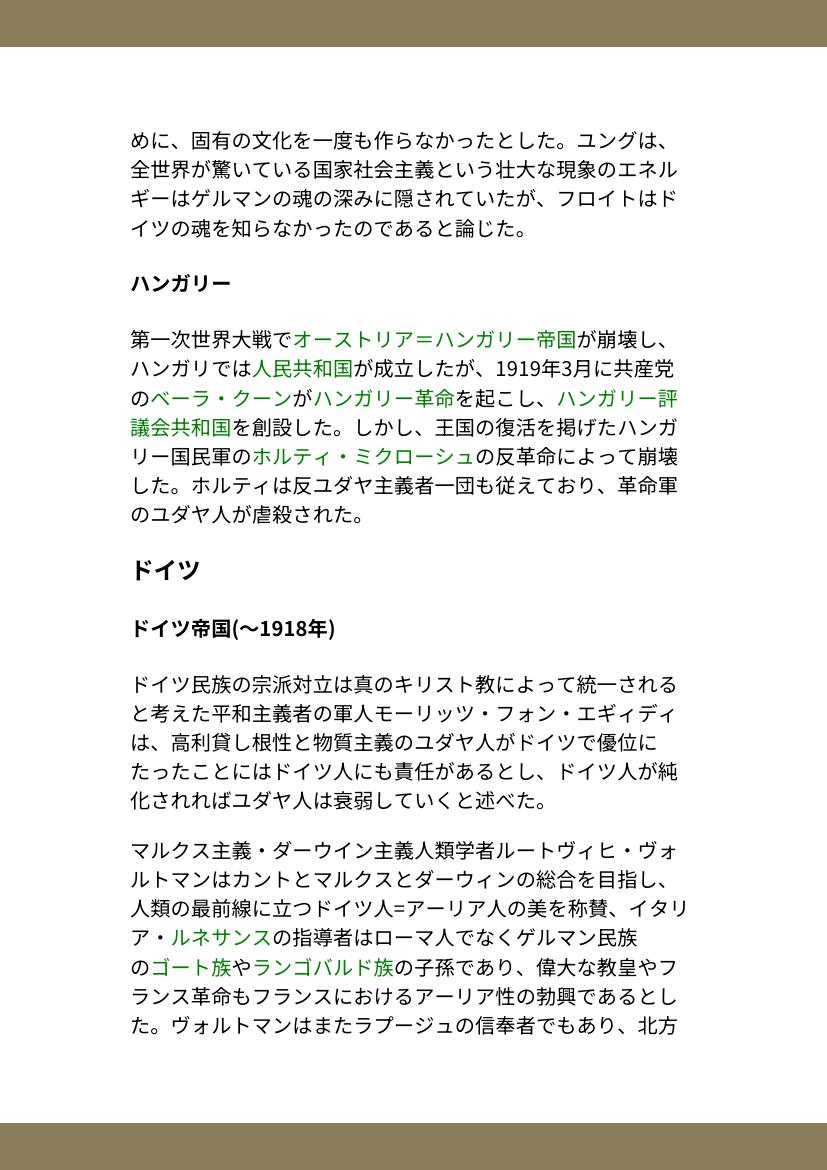 めに、固有の文化を一度も作らなかったとした。ユングは、
全世界が驚いている国家社会主義という壮大な現象のエネル
ギーはゲルマンの魂の深みに隠されていたが、フロイトはド
イツの魂を知らなかったのであると論じた。
ハンガリー
第一次世界大戦でオーストリア＝ハンガリー帝国が崩壊し、
ハンガリでは人民共和国が成立したが、1919年3月に共産党
のベーラ・クーンがハンガリー革命を起こし、ハンガリー評
議会共和国を創設した。しかし、王国の復活を掲げたハンガ
リー国民軍のホルティ・ミクローシュの反革命によって崩壊
した。ホルティは反ユダヤ主義者一団も従えており、革命軍
のユダヤ人が虐殺された。
ドイツ
ドイツ帝国(～1918年)
ドイツ民族の宗派対立は真のキリスト教によって統一される
と考えた平和主義者の軍人モーリッツ・フォン・エギィディ
は、高利貸し根性と物質主義のユダヤ人がドイツで優位に
たったことにはドイツ人にも責任があるとし、ドイツ人が純
化されればユダヤ人は衰弱していくと述べた。
マルクス主義・ダーウイン主義人類学者ルートヴィヒ・ヴォ
ルトマンはカントとマルクスとダーウィンの総合を目指し、
人類の最前線に立つドイツ人=アーリア人の美を称賛、イタリ
ア・ルネサンスの指導者はローマ人でなくゲルマン民族
のゴート族やランゴバルド族の子孫であり、偉大な教皇やフ
ランス革命もフランスにおけるアーリア性の勃興であるとし
た。ヴォルトマンはまたラプージュの信奉者でもあり、北方